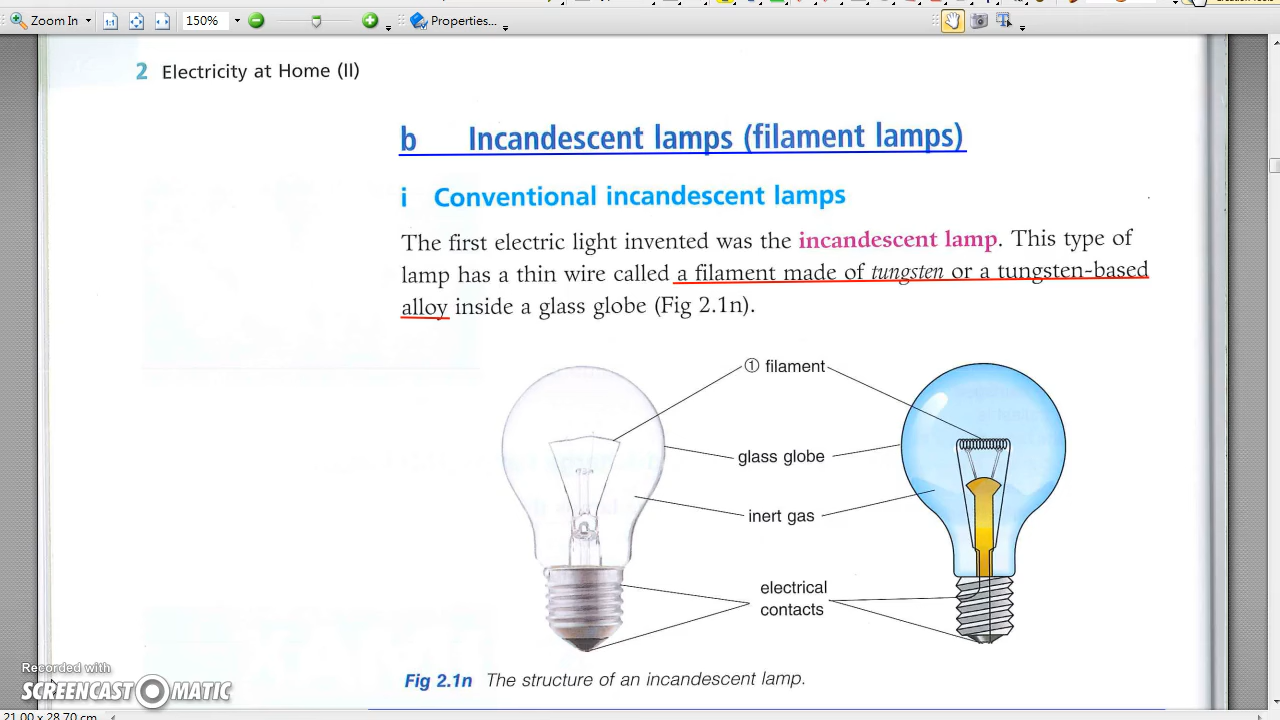 Zoom In
150%
Properties...
2 Electricity at Home (II)
b Incandescent lamps (filament lamps)
i Conventional incandescent lamps
The first electric light invented was the incandescent lamp. This type of
lamp has a thin wire called a filament made of tungsten or a tungsten-based
alloy inside a glass globe (Fig 2.1n).
① filament
glass globe
inert gas
electrical
contacts
Fig 2.1n The structure of an incandescent lamp.
Recorded with
SCREENCAST O MATIC
21.00 x 28.70 cm